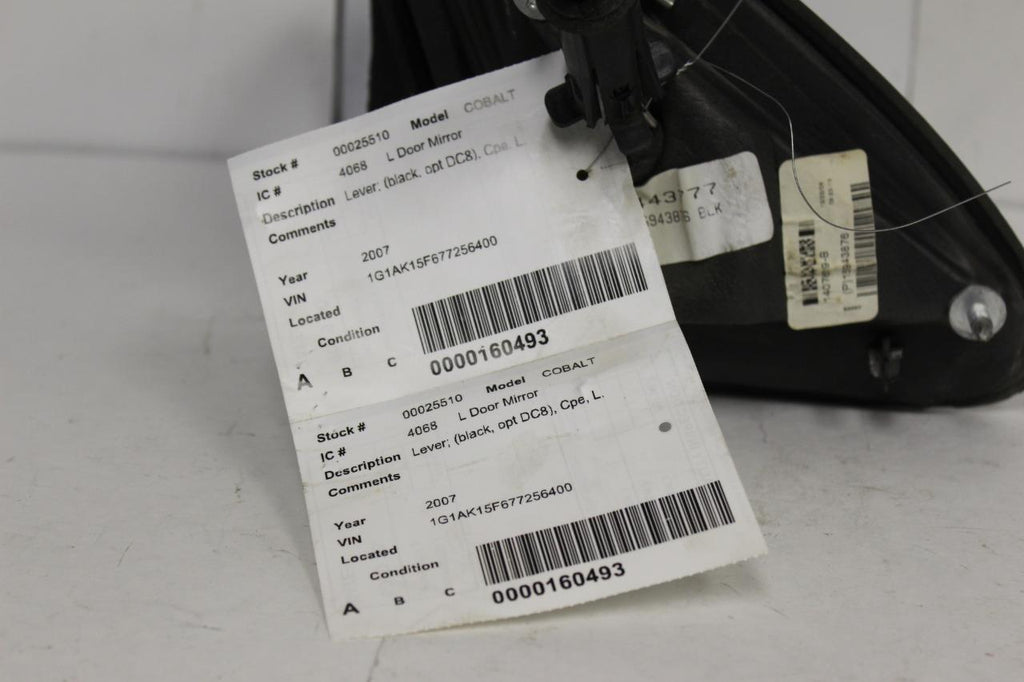 Stock # 00025510 Model COBALT
IC # 4068 L Door Mirror
Description Lever; (black, opt DC8), Cpe, L.
Comments
Year 2007
VIN 1G1AK15F677256400
Located
Condition
A B C 0000160493
Stock # 00025510 Model COBALT
IC # 4068 L Door Mirror
Description Lever; (black, opt DC8), Cpe, L.
Comments
Year 2007
VIN 1G1AK15F677256400
Located
Condition
A B C 0000160493
BLK
(P)15943876